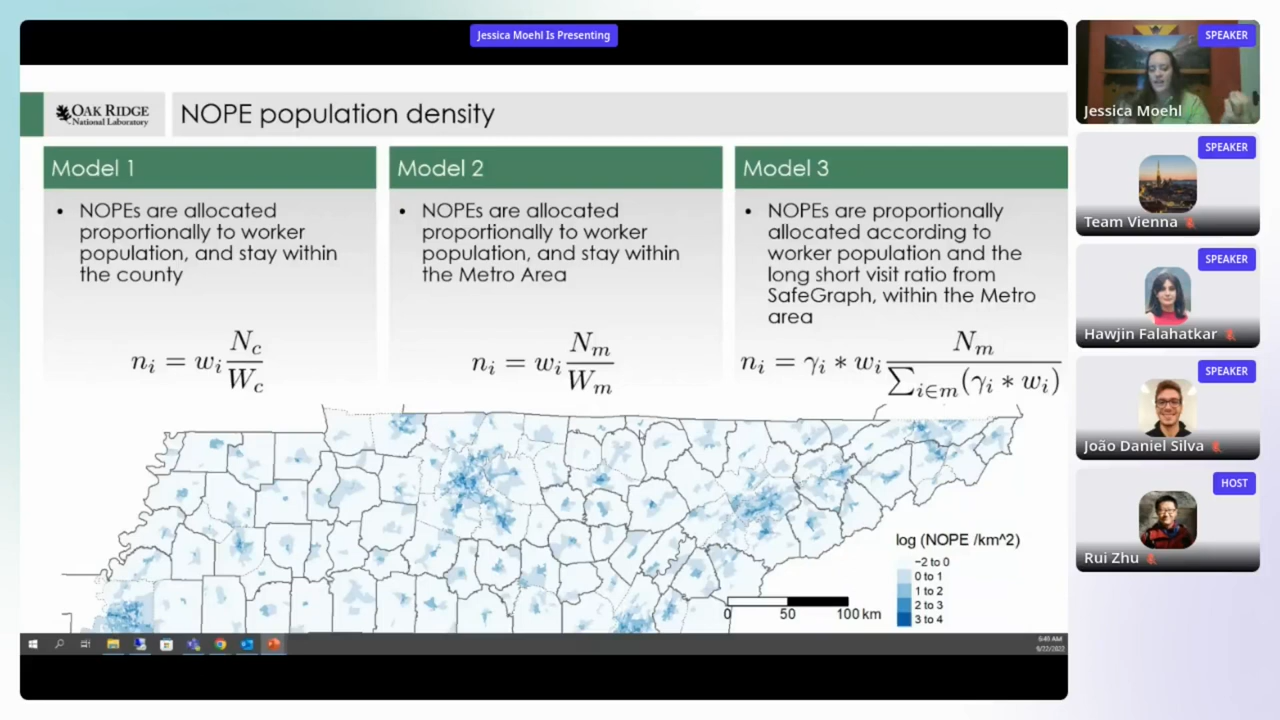 Jessica Moehl Is Presenting
OAK RIDGE
National Laboratory
NOPE population density
Model 1
• NOPEs are allocated
proportionally to worker
population, and stay within
the county
n_i = w_i N_c / W_c
Model 2
• NOPEs are allocated
proportionally to worker
population, and stay within
the Metro Area
n_i = w_i N_m / W_m
Model 3
• NOPEs are proportionally
allocated according to
worker population and the
long short visit ratio from
SafeGraph, within the Metro
area
n_i = γ_i * w_i N_m / ∑_{i∈m}(γ_i * w_i)
log (NOPE /km^2)
−2 to 0
0 to 1
1 to 2
2 to 3
3 to 4
0 50 100 km
6:49 AM
9/22/2022
SPEAKER
Jessica Moehl
SPEAKER
Team Vienna
SPEAKER
Hawjin Falahatkar
SPEAKER
João Daniel Silva
HOST
Rui Zhu